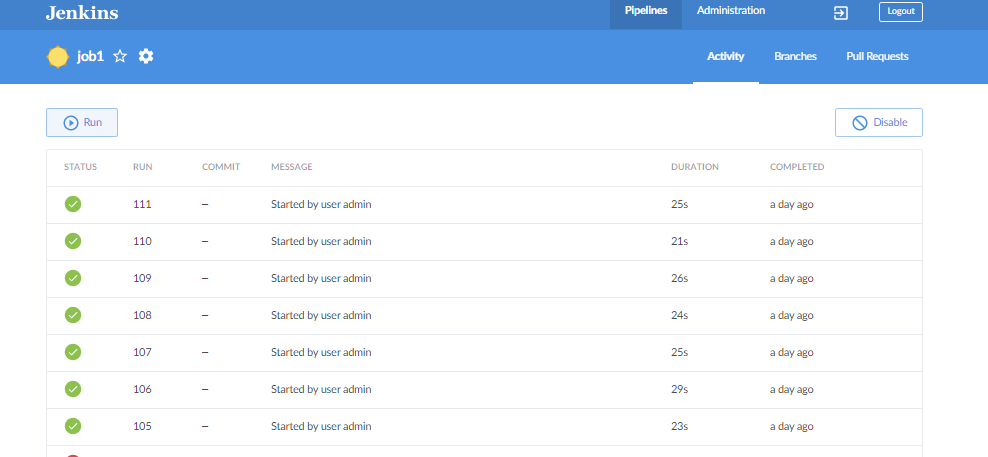 Jenkins Pipelines Administration Logout
job1 Activity Branches Pull Requests
Run Disable
STATUS RUN COMMIT MESSAGE DURATION COMPLETED
111 – Started by user admin 25s a day ago
110 – Started by user admin 21s a day ago
109 – Started by user admin 26s a day ago
108 – Started by user admin 24s a day ago
107 – Started by user admin 25s a day ago
106 – Started by user admin 29s a day ago
105 – Started by user admin 23s a day ago